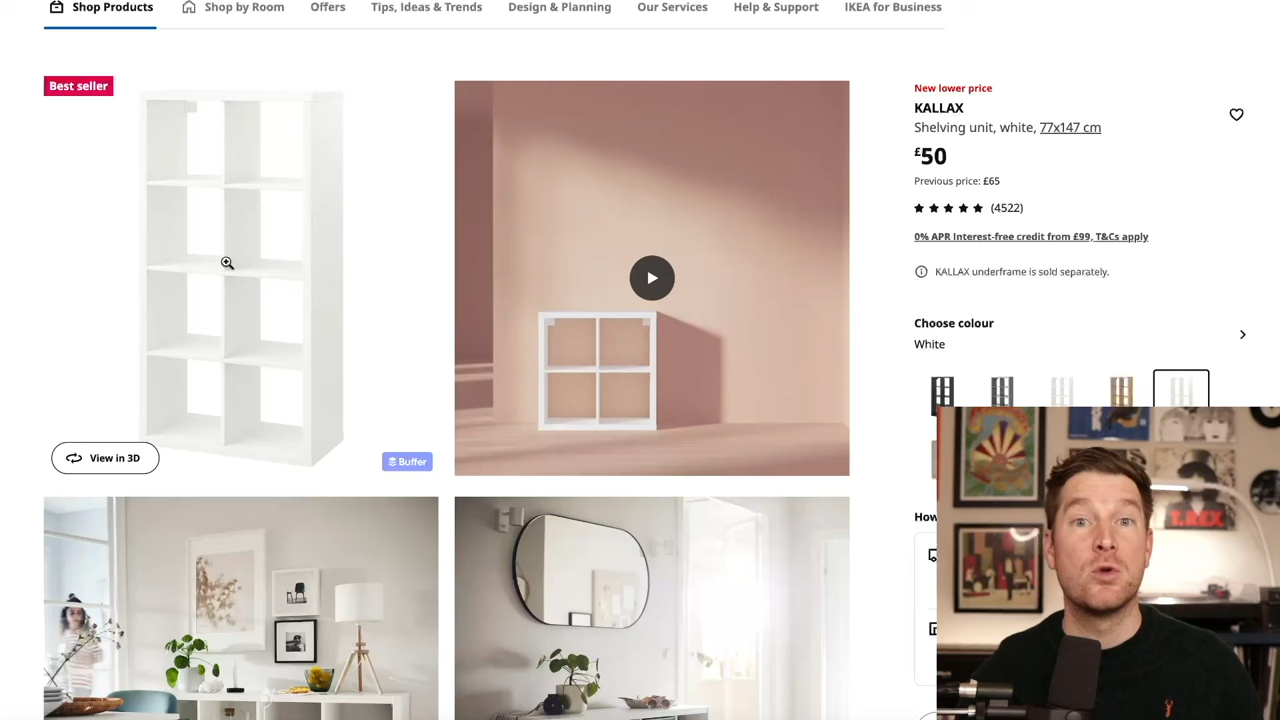 Shop Products
Shop by Room
Offers
Tips, Ideas & Trends
Design & Planning
Our Services
Help & Support
IKEA for Business
Best seller
View in 3D
Buffer
New lower price
KALLAX
Shelving unit, white, 77x147 cm
£50
Previous price: £65
(4522)
0% APR Interest-free credit from £99, T&Cs apply
KALLAX underframe is sold separately.
Choose colour
White
How
T.REX